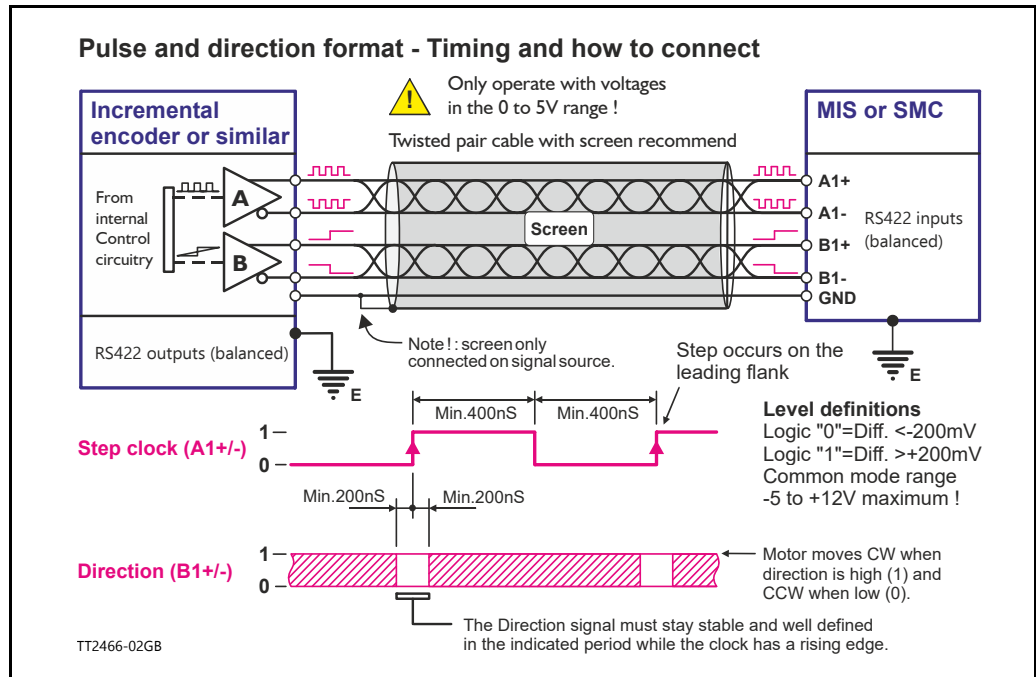 Pulse and direction format - Timing and how to connect
!
Only operate with voltages
in the 0 to 5V range !
Twisted pair cable with screen recommend
Incremental
encoder or similar
MIS or SMC
From
internal
Control
circuitry
A
B
Screen
A1+
A1-
B1+
B1-
GND
RS422 inputs
(balanced)
RS422 outputs (balanced)
E
Note! : screen only
connected on signal source.
E
Step occurs on the
leading flank
Min.400nS
Min.400nS
Step clock (A1+/-)
1
0
Level definitions
Logic "0"=Diff. <-200mV
Logic "1"=Diff. >+200mV
Common mode range
-5 to +12V maximum !
Min.200nS
Min.200nS
Direction (B1+/-)
1
0
Motor moves CW when
direction is high (1) and
CCW when low (0).
The Direction signal must stay stable and well defined
in the indicated period while the clock has a rising edge.
TT2466-02GB